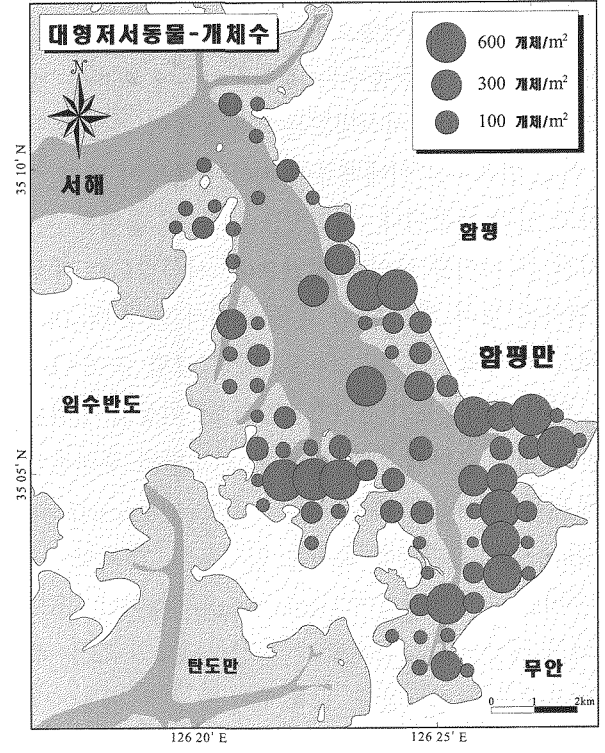 대형저서동물-개체수
600 개체/m²
300 개체/m²
100 개체/m²
N
35 10' N
서해
함평
함평만
임수반도
35 05' N
탄도만
무안
0 1 2km
126 20' E
126 25' E